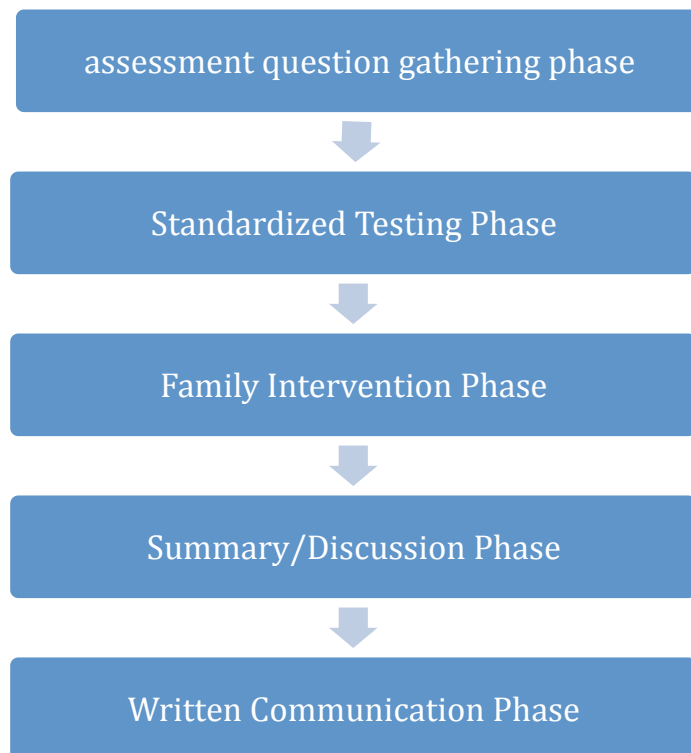 assessment question gathering phase
Standardized Testing Phase
Family Intervention Phase
Summary/Discussion Phase
Written Communication Phase